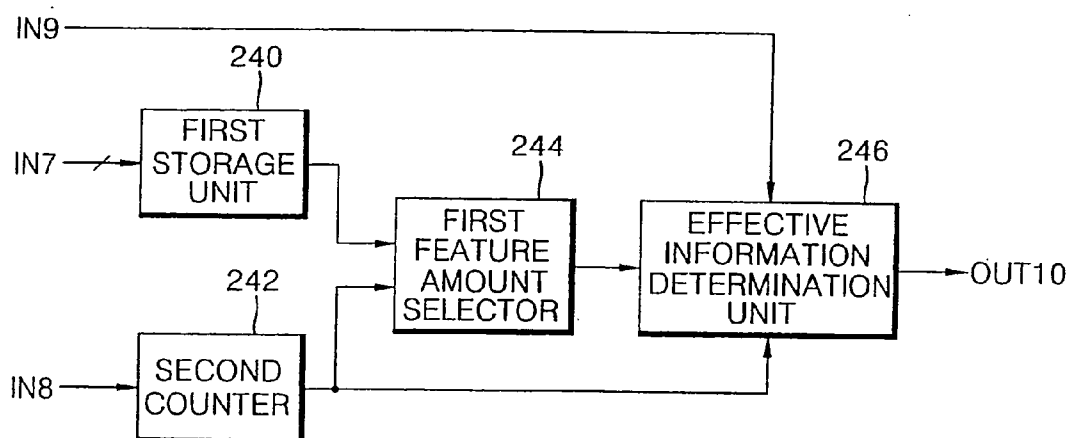 IN9
240
FIRST
STORAGE
UNIT
IN7
244
FIRST
FEATURE
AMOUNT
SELECTOR
246
EFFECTIVE
INFORMATION
DETERMINATION
UNIT
OUT10
242
SECOND
COUNTER
IN8